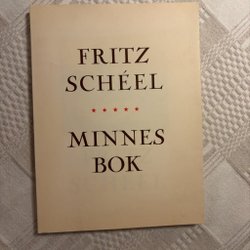 FRITZ
SCHÉEL
★ ★ ★ ★ ★
MINNES
BOK